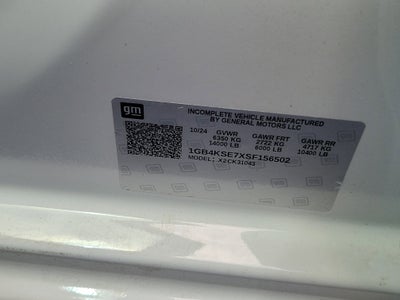 gm
INCOMPLETE VEHICLE MANUFACTURED
BY GENERAL MOTORS LLC
10/24 GVWR GAWR FRT GAWR RR
6350 KG 2722 KG 4717 KG
14000 LB 6000 LB 10400 LB
1GB4KSE7XSF156502
MODEL: X2CK31043